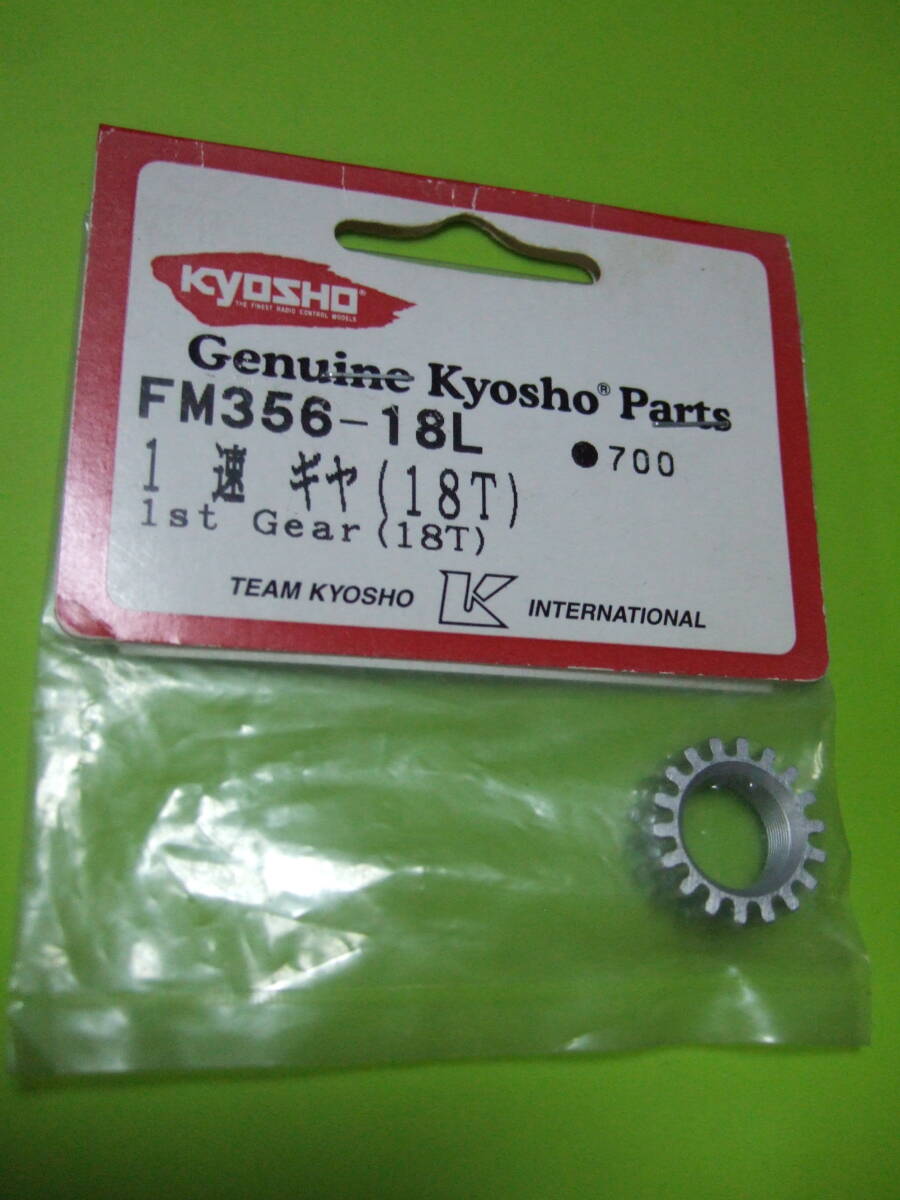 KYOSHO®
THE FINEST RADIO CONTROL MODELS
Genuine Kyosho® Parts
FM356-18L
●700
1速 ギヤ(18T)
1st Gear(18T)
TEAM KYOSHO K INTERNATIONAL